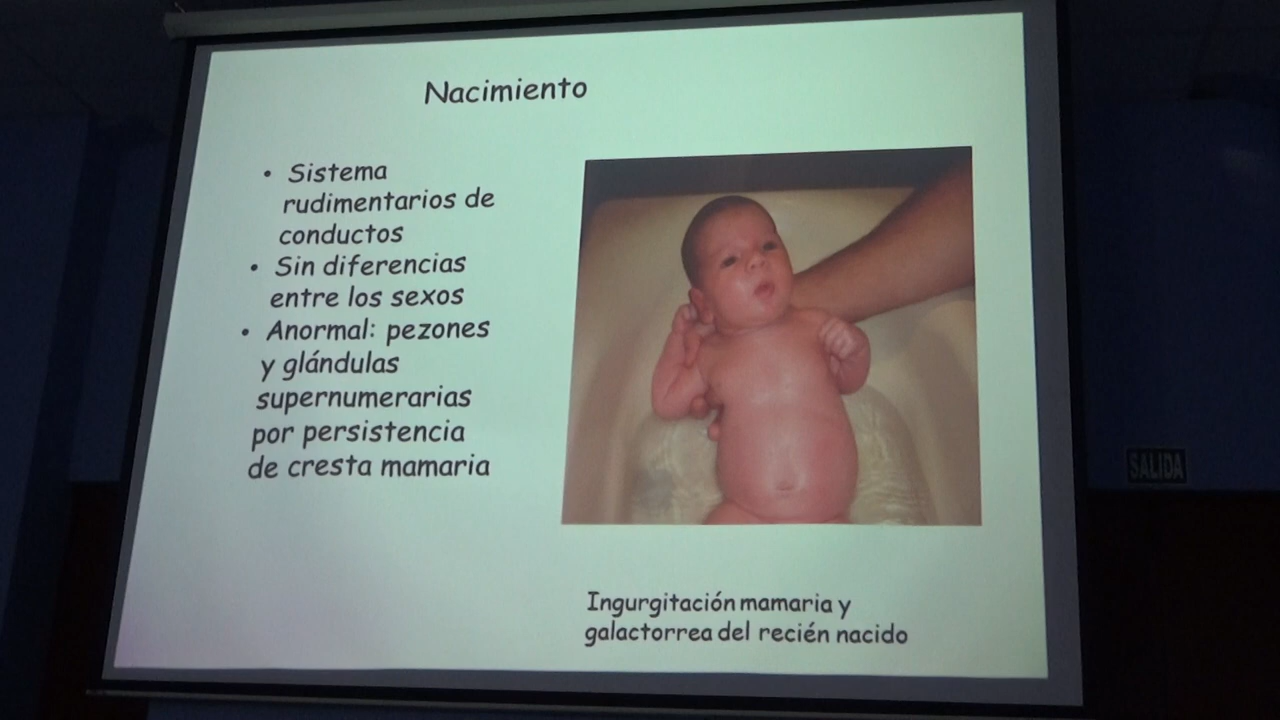 Nacimiento
• Sistema
rudimentarios de
conductos
• Sin diferencias
entre los sexos
• Anormal: pezones
y glándulas
supernumerarias
por persistencia
de cresta mamaria
Ingurgitación mamaria y
galactorrea del recién nacido
SALIDA